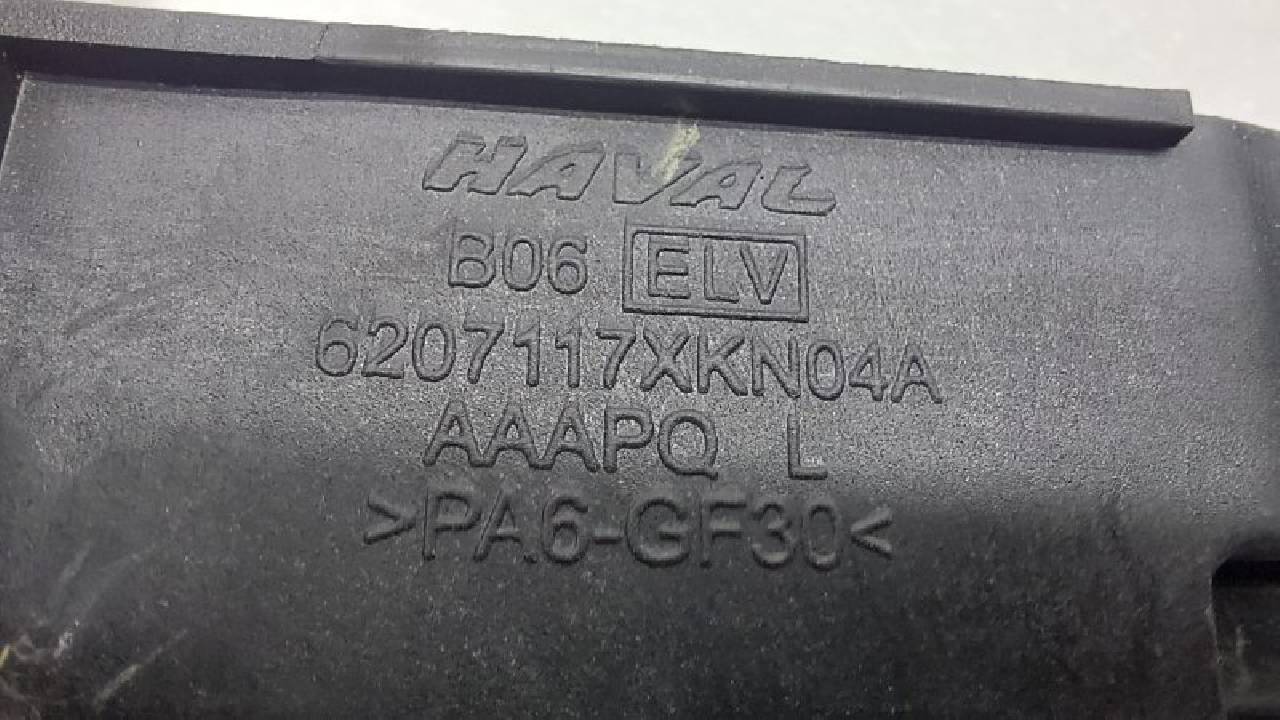 HAVAL
B06 ELV
6207117XKN04A
AAAPQ L
>PA6-GF30<